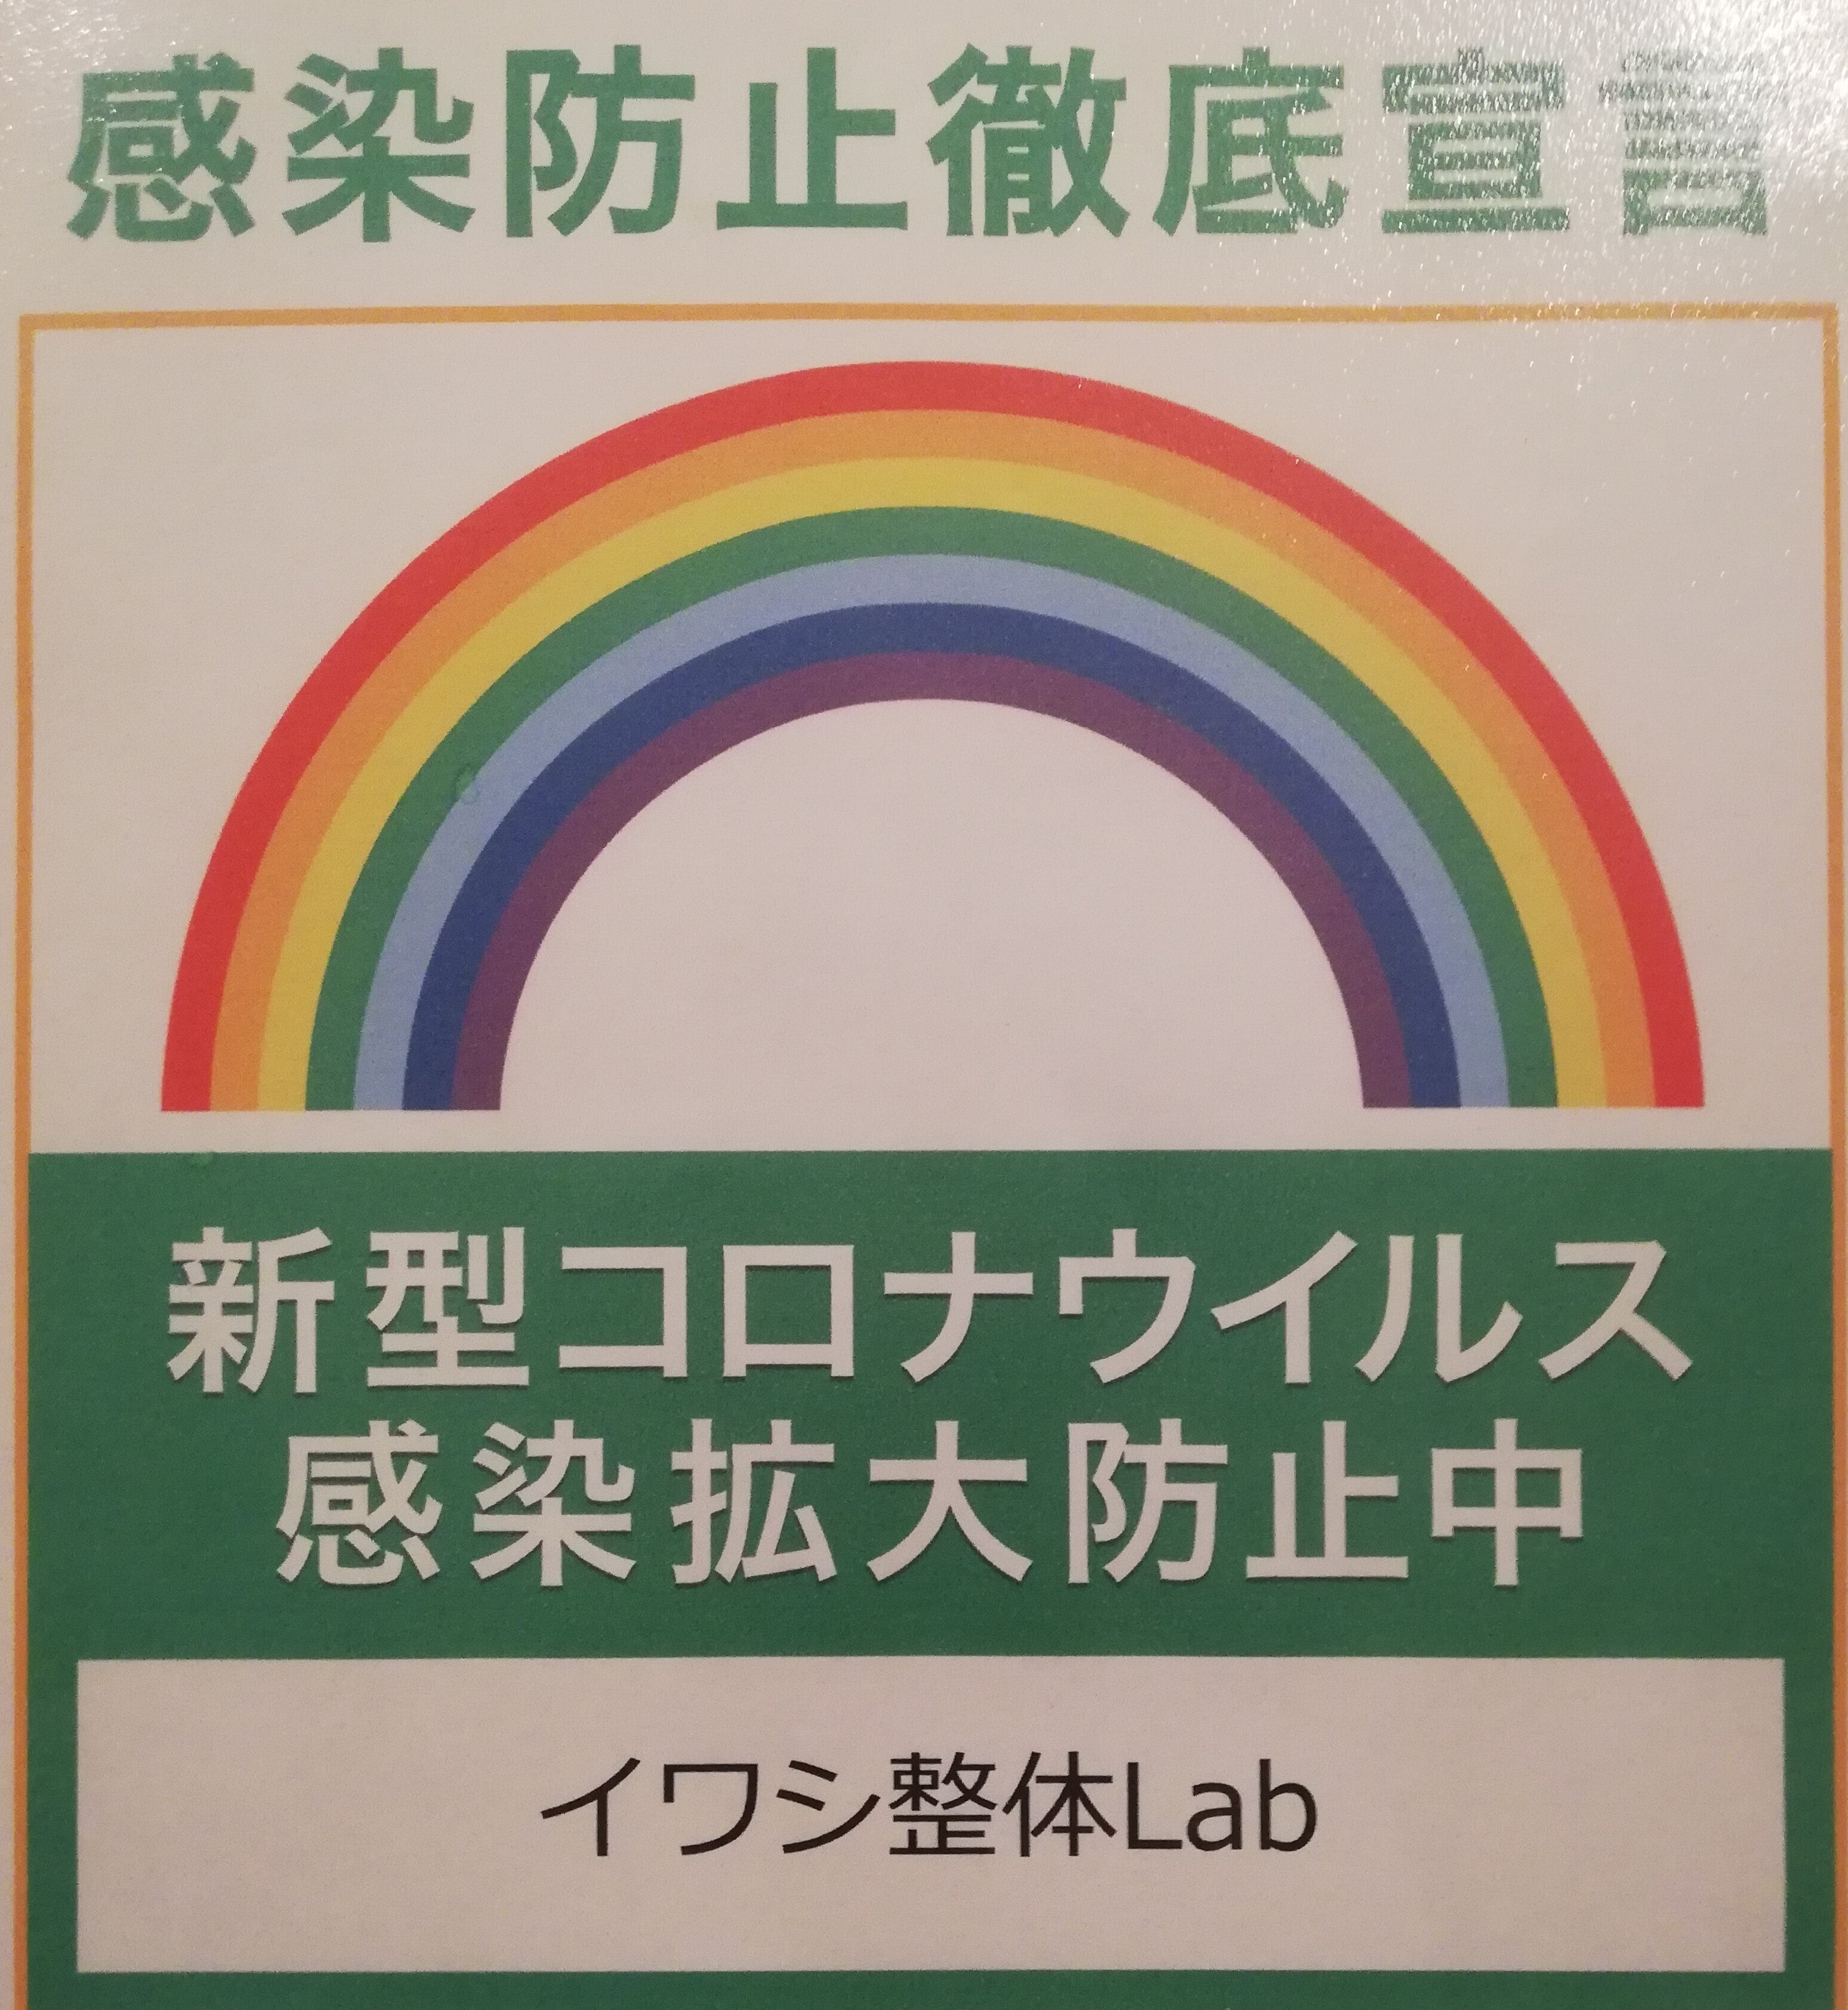 感染防止徹底宣言
新型コロナウイルス
感染拡大防止中
イワシ整体Lab